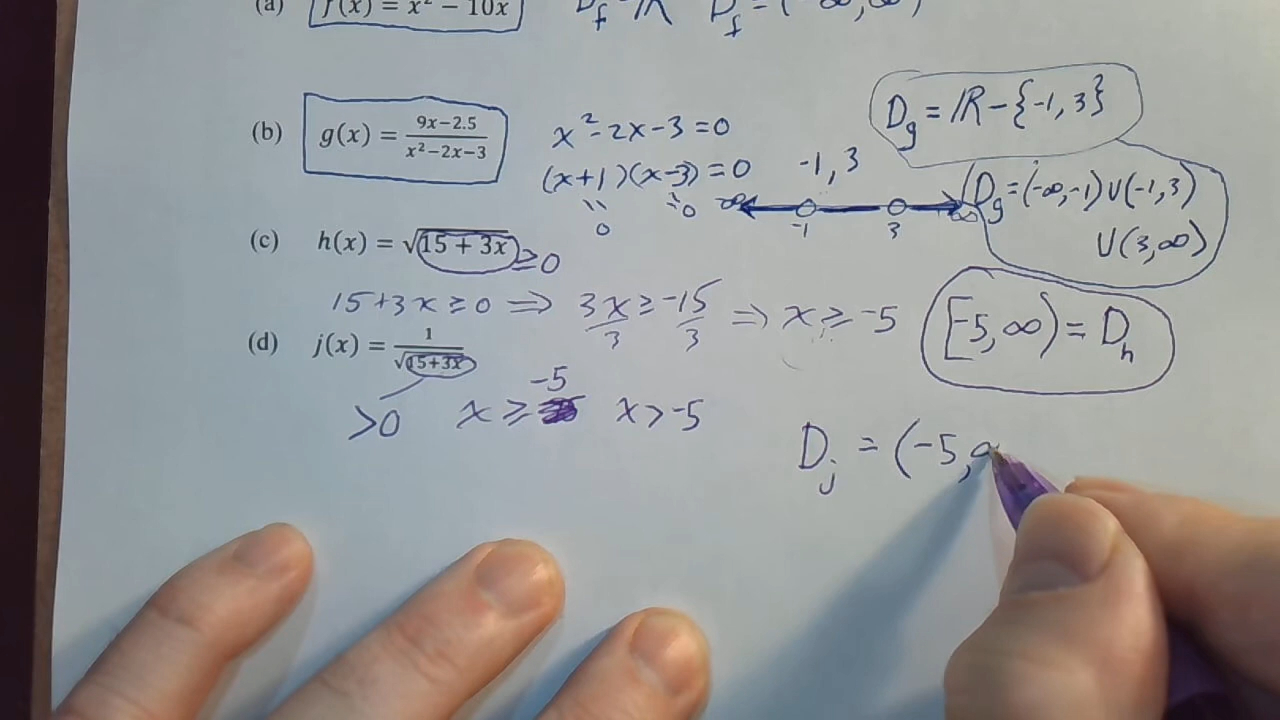 (a) f(x) = x² − 10x D_f = ℝ D_f = (-∞, ∞)
(b) g(x) = (9x−2.5)/(x²−2x−3) x²-2x-3=0 D_g = ℝ - {-1, 3}
(x+1)(x-3)=0 -1, 3
= 0 = 0 -∞ -1 3 ∞ D_g = (-∞,-1) ∪ (-1,3)
∪ (3,∞)
(c) h(x) = √(15 + 3x) ≥ 0
15+3x ≥ 0 ⇒ 3x/3 ≥ -15/3 ⇒ x ≥ -5 [-5, ∞) = D_h
(d) j(x) = 1/√(15+3x)
>0 x ≥ -5 x > -5
D_j = (-5,